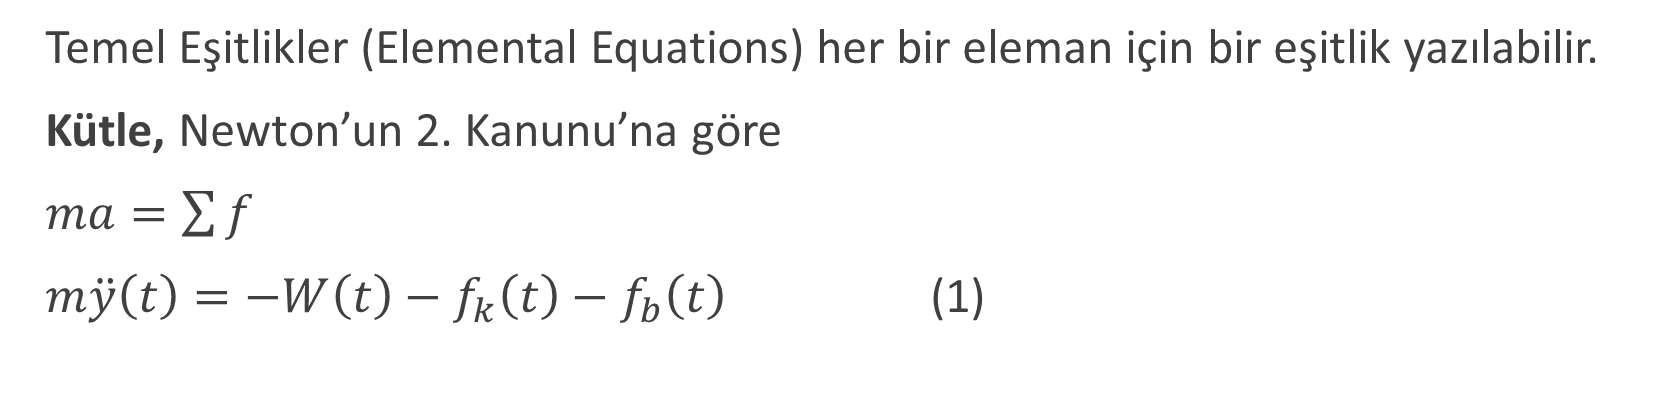 Temel Eşitlikler (Elemental Equations) her bir eleman için bir eşitlik yazılabilir.
Kütle, Newton’un 2. Kanunu’na göre
ma = ∑ f
mÿ(t) = −W(t) − fₖ(t) − f_b(t) (1)